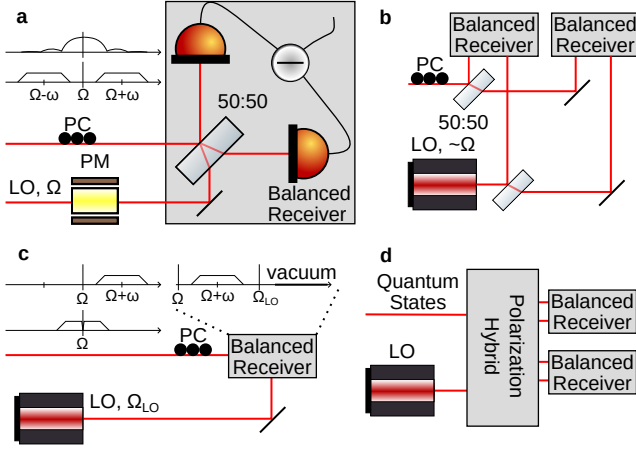 a
Ω-ω Ω Ω+ω
PC
50:50
PM
LO, Ω
Balanced
Receiver
b
Balanced
Receiver
Balanced
Receiver
PC
50:50
LO, ~Ω
c
vacuum
Ω Ω+ω
Ω Ω+ω Ω_LO
Ω
PC
Balanced
Receiver
LO, Ω_LO
d
Quantum
States
LO
Polarization
Hybrid
Balanced
Receiver
Balanced
Receiver